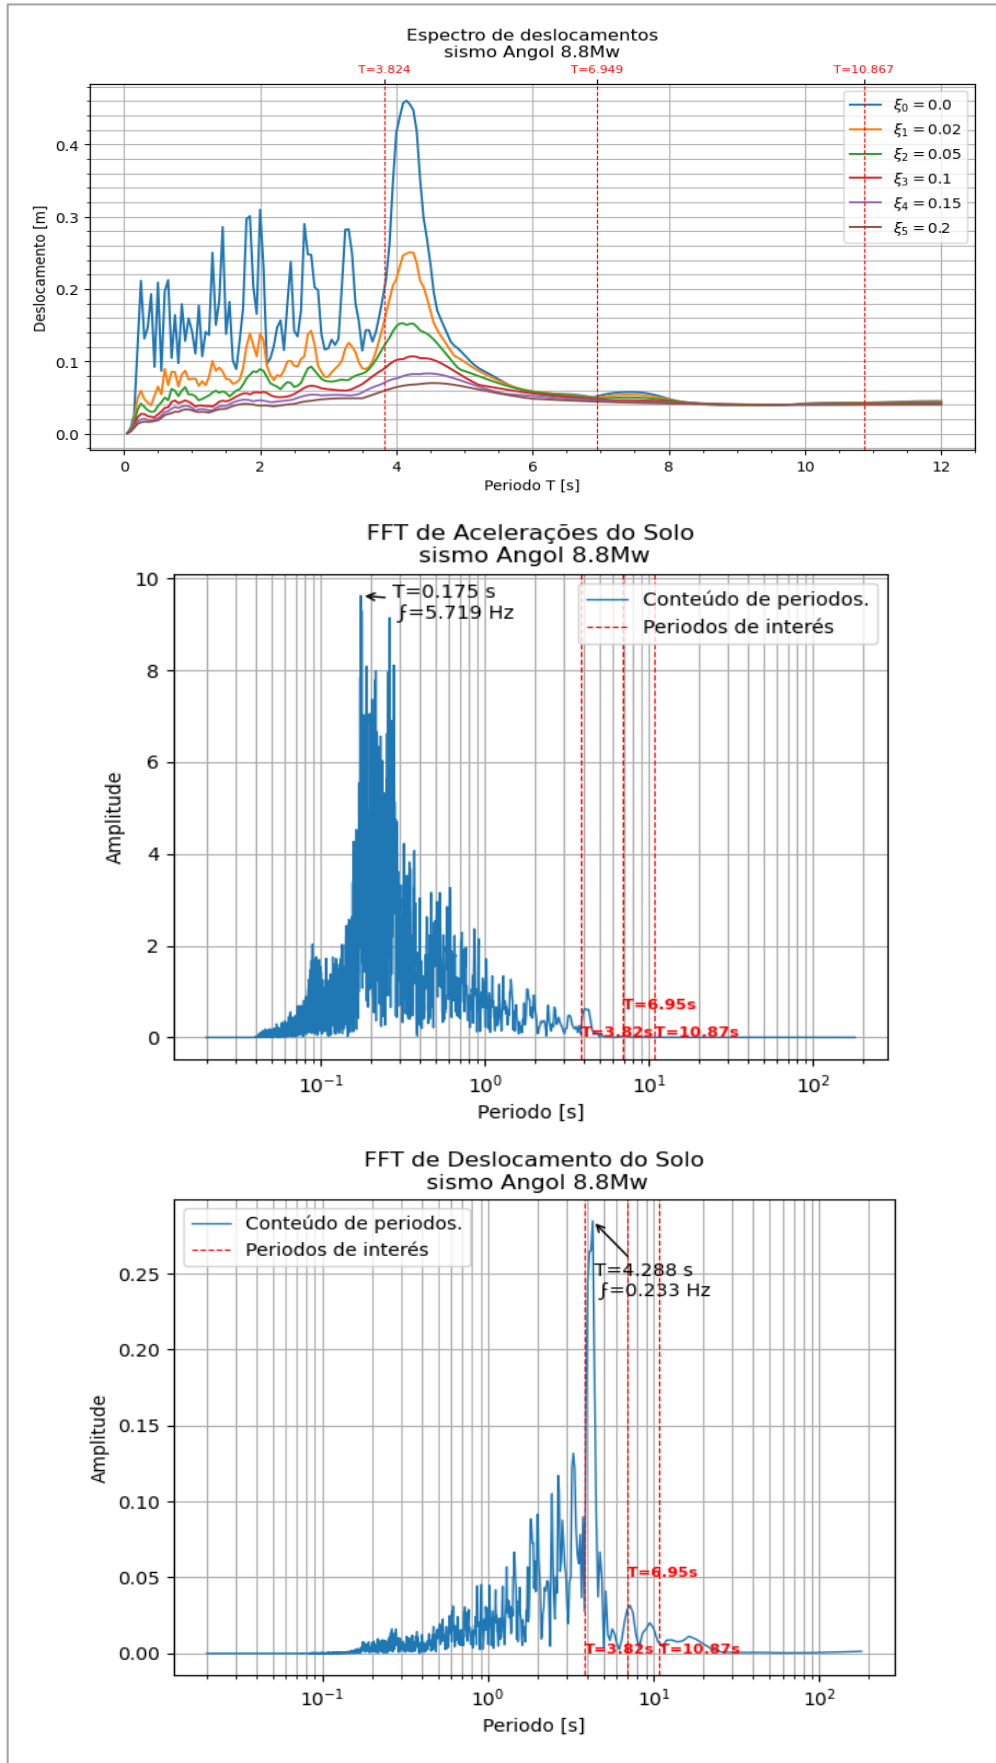 Espectro de deslocamentos
sismo Angol 8.8Mw
T=3.824
T=6.949
T=10.867
ξ0 = 0.0
ξ1 = 0.02
ξ2 = 0.05
ξ3 = 0.1
ξ4 = 0.15
ξ5 = 0.2
Deslocamento [m]
0.4
0.3
0.2
0.1
0.0
0 2 4 6 8 10 12
Periodo T [s]
FFT de Acelerações do Solo
sismo Angol 8.8Mw
T=0.175 s
ƒ=5.719 Hz
Conteúdo de periodos.
Periodos de interés
Amplitude
10
8
6
4
2
0
T=6.95s
T=3.82s T=10.87s
10⁻¹ 10⁰ 10¹ 10²
Periodo [s]
FFT de Deslocamento do Solo
sismo Angol 8.8Mw
Conteúdo de periodos.
Periodos de interés
T=4.288 s
ƒ=0.233 Hz
Amplitude
0.25
0.20
0.15
0.10
0.05
0.00
T=6.95s
T=3.82s T=10.87s
10⁻¹ 10⁰ 10¹ 10²
Periodo [s]